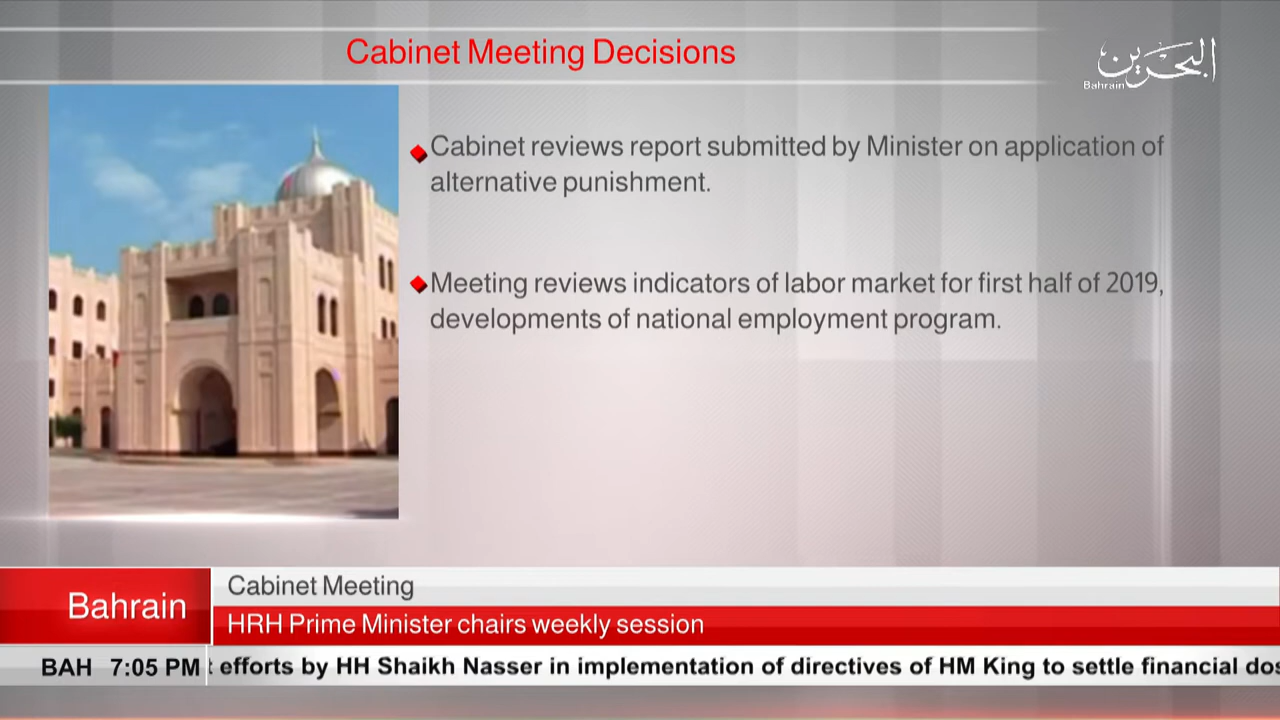 Cabinet Meeting Decisions
البحرين
Bahrain
Cabinet reviews report submitted by Minister on application of
alternative punishment.
Meeting reviews indicators of labor market for first half of 2019,
developments of national employment program.
Bahrain
Cabinet Meeting
HRH Prime Minister chairs weekly session
BAH 7:05 PM
efforts by HH Shaikh Nasser in implementation of directives of HM King to settle financial